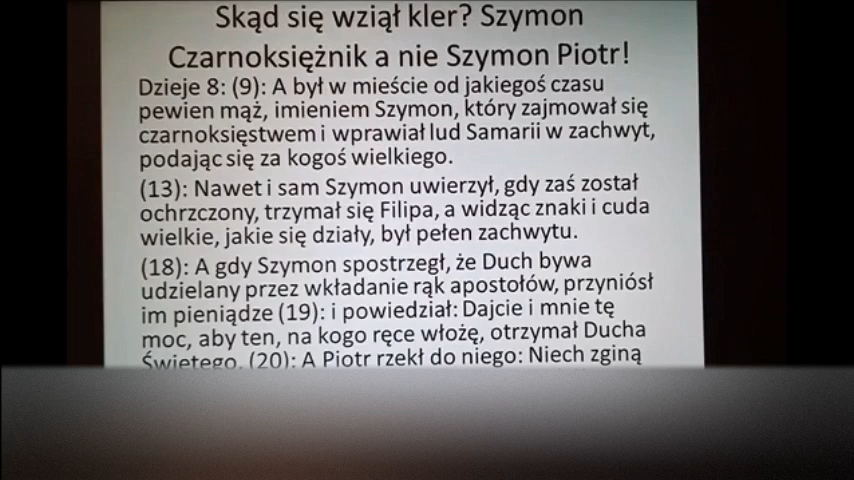 Skąd się wziął kler? Szymon
Czarnoksiężnik a nie Szymon Piotr!
Dzieje 8: (9): A był w mieście od jakiegoś czasu
pewien mąż, imieniem Szymon, który zajmował się
czarnoksięstwem i wprawiał lud Samarii w zachwyt,
podając się za kogoś wielkiego.
(13): Nawet i sam Szymon uwierzył, gdy zaś został
ochrzczony, trzymał się Filipa, a widząc znaki i cuda
wielkie, jakie się działy, był pełen zachwytu.
(18): A gdy Szymon spostrzegł, że Duch bywa
udzielany przez wkładanie rąk apostołów, przyniósł
im pieniądze (19): i powiedział: Dajcie i mnie tę
moc, aby ten, na kogo ręce włożę, otrzymał Ducha
Świętego. (20): A Piotr rzekł do niego: Niech zginą